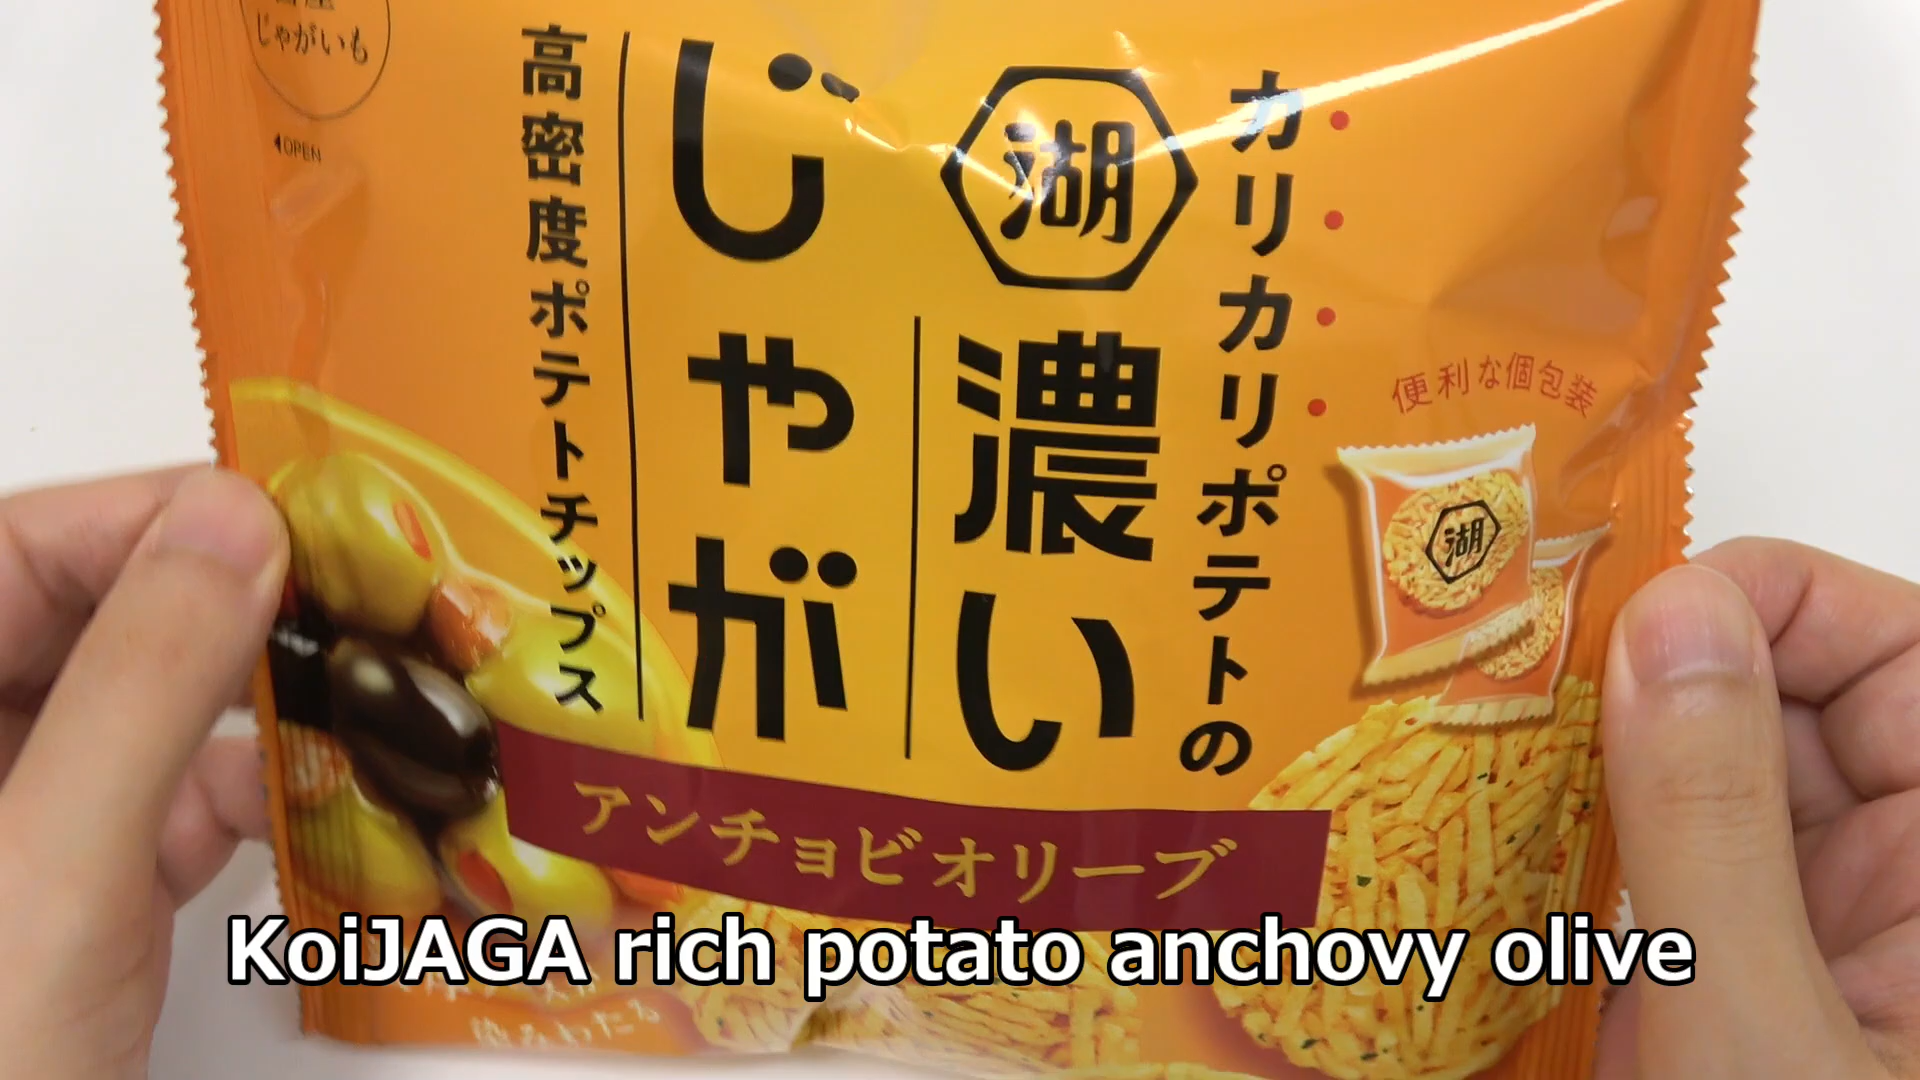 じゃがいも
OPEN
カリカリポテトの
湖
濃い
じゃが
高密度ポテトチップス
便利な個包装
湖
アンチョビオリーブ
KoiJAGA rich potato anchovy olive